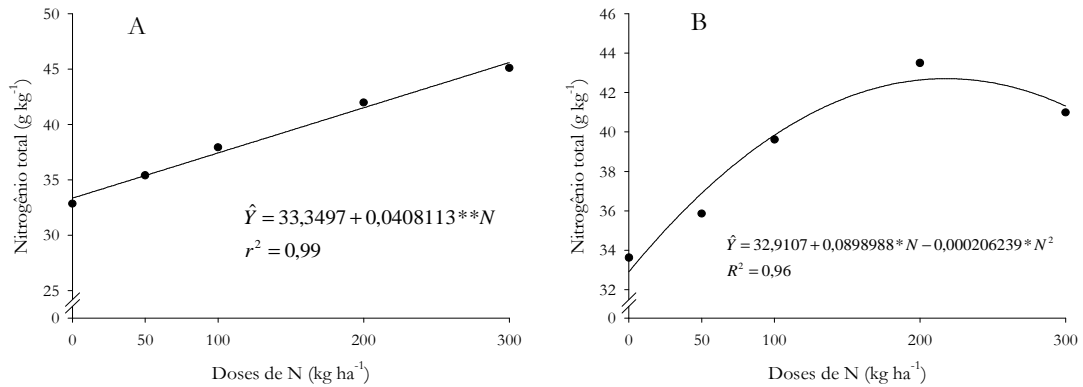 A
Nitrogênio total (g kg⁻¹)
50
45
40
35
30
25
0
Ŷ = 33,3497 + 0,0408113**N
r² = 0,99
0 50 100 200 300
Doses de N (kg ha⁻¹)
B
Nitrogênio total (g kg⁻¹)
46
44
42
40
38
36
34
32
0
Ŷ = 32,9107 + 0,0898988*N − 0,000206239*N²
R² = 0,96
0 50 100 200 300
Doses de N (kg ha⁻¹)